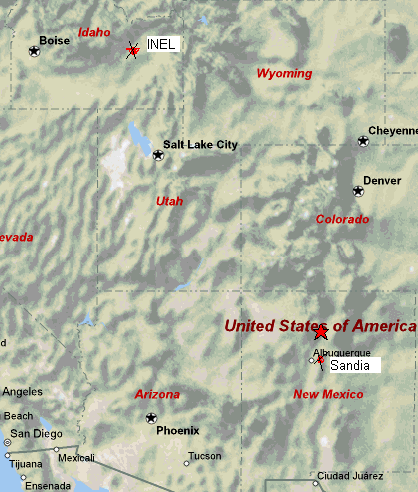 Idaho
Boise
INEL
Wyoming
Cheyenne
Salt Lake City
Denver
Utah
Colorado
evada
United States of America
Albuquerque
d
Sandia
Angeles
Arizona
New Mexico
Beach
Phoenix
San Diego
Mexicali
Tucson
Tijuana
Ciudad Juárez
Ensenada